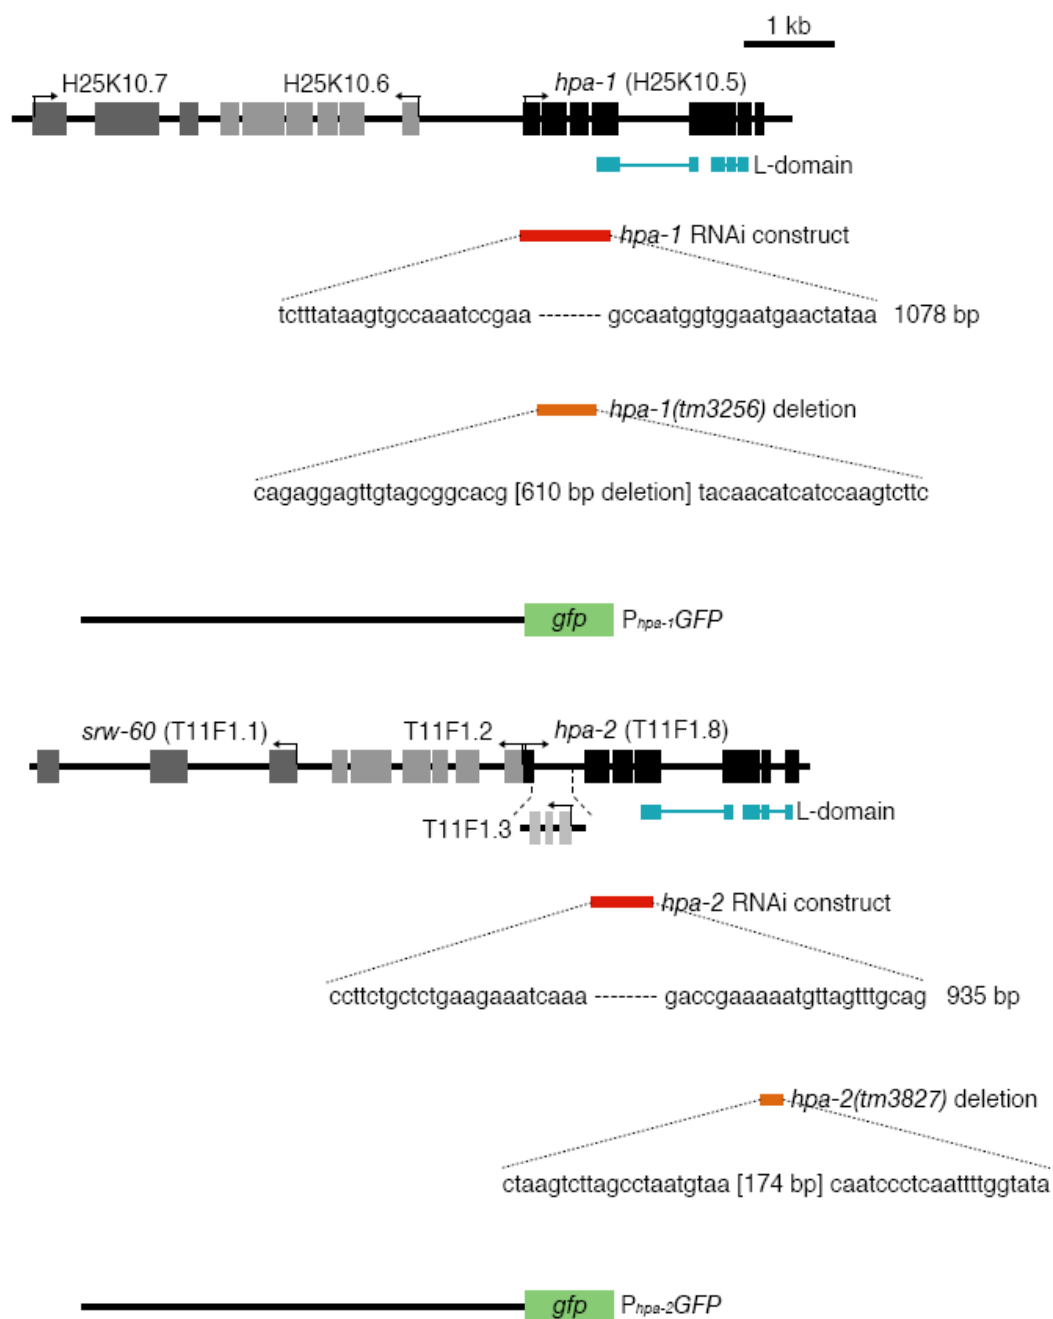 1 kb
H25K10.7
H25K10.6
hpa-1 (H25K10.5)
L-domain
hpa-1 RNAi construct
tctttataagtgccaaatccgaa -------- gccaatggtggaatgaactataa 1078 bp
hpa-1(tm3256) deletion
cagaggagttgtagcggcacg [610 bp deletion] tacaacatcatccaagtcttc
gfp
Phpa-1GFP
srw-60 (T11F1.1)
T11F1.2
hpa-2 (T11F1.8)
T11F1.3
L-domain
hpa-2 RNAi construct
ccttctgctctgaagaaatcaaa -------- gaccgaaaaatgttagtttgcag 935 bp
hpa-2(tm3827) deletion
ctaagtcttagcctaatgtaa [174 bp] caatccctcaattttggtata
gfp
Phpa-2GFP